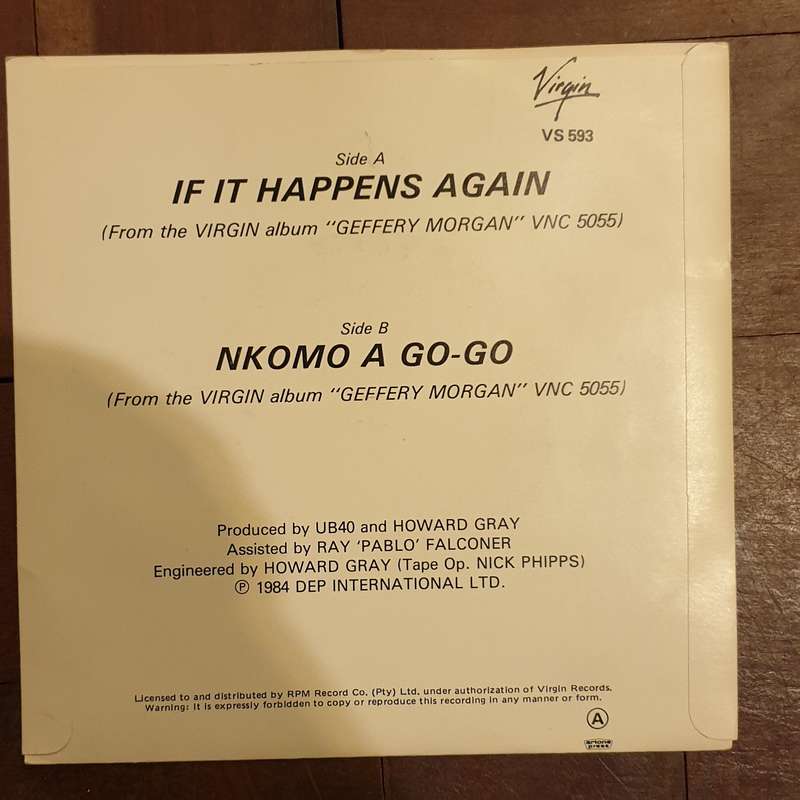 Virgin
VS 593
Side A
IF IT HAPPENS AGAIN
(From the VIRGIN album "GEFFERY MORGAN" VNC 5055)
Side B
NKOMO A GO-GO
(From the VIRGIN album "GEFFERY MORGAN" VNC 5055)
Produced by UB40 and HOWARD GRAY
Assisted by RAY 'PABLO' FALCONER
Engineered by HOWARD GRAY (Tape Op. NICK PHIPPS)
℗ 1984 DEP INTERNATIONAL LTD.
Licensed to and distributed by RPM Record Co. (Pty) Ltd. under authorization of Virgin Records.
Warning: It is expressly forbidden to copy or reproduce this recording in any manner or form.
Ⓐ
artone
press